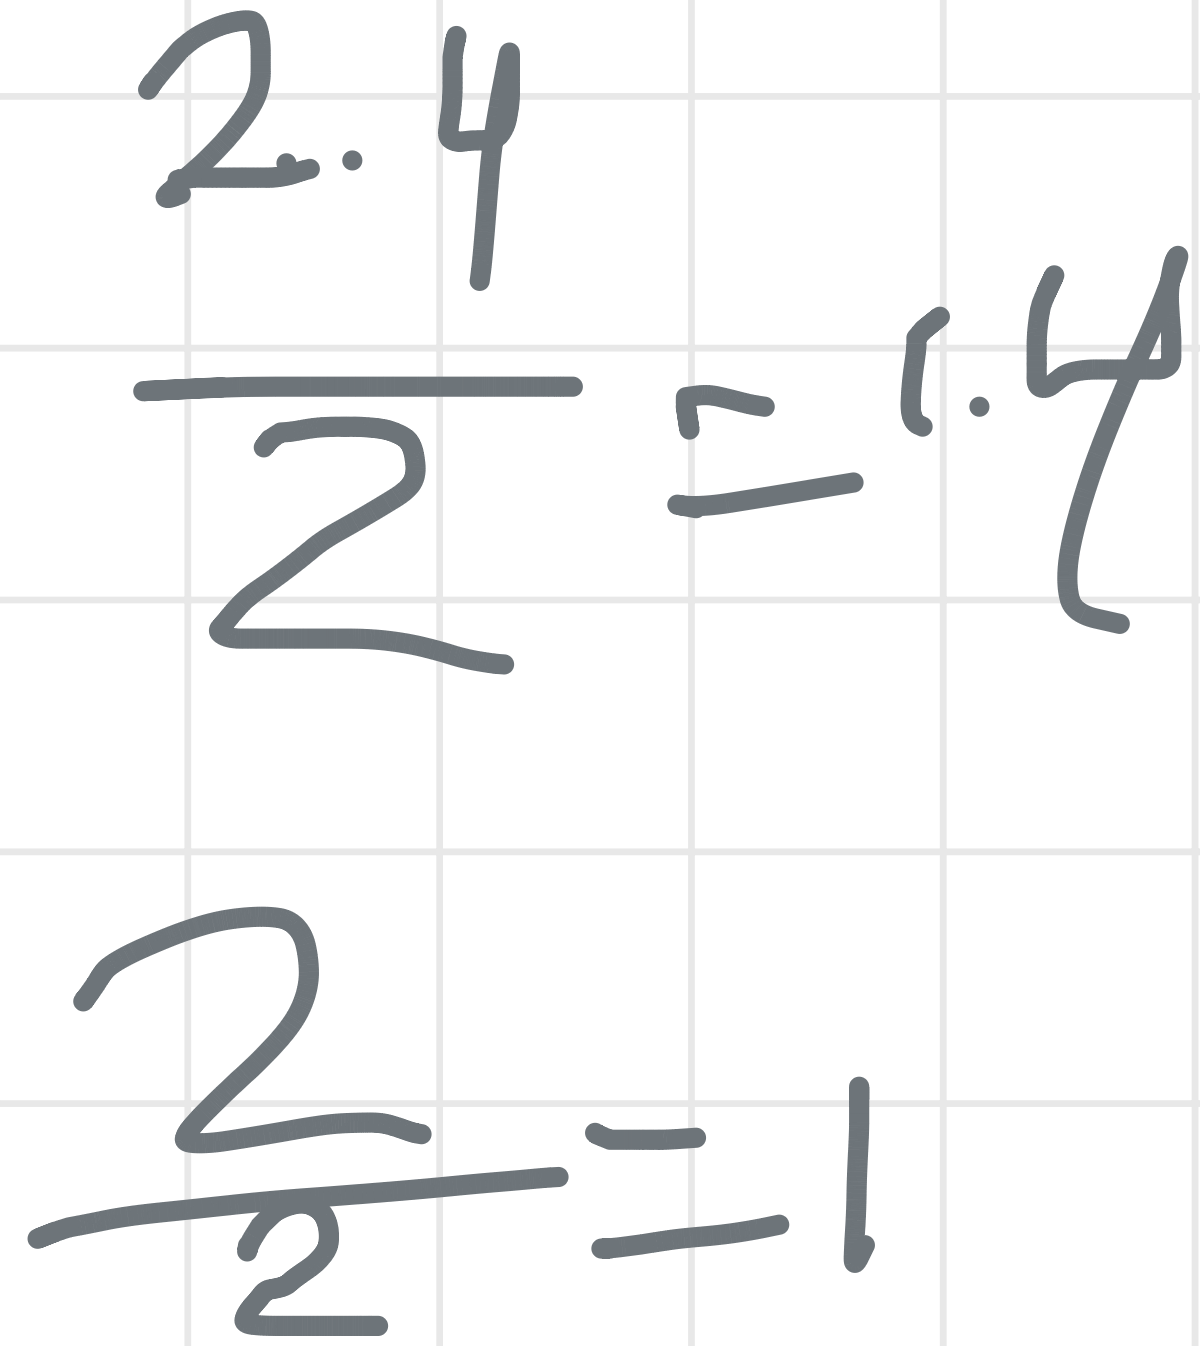 2..4
/2 = 1.4
2/2 = 1